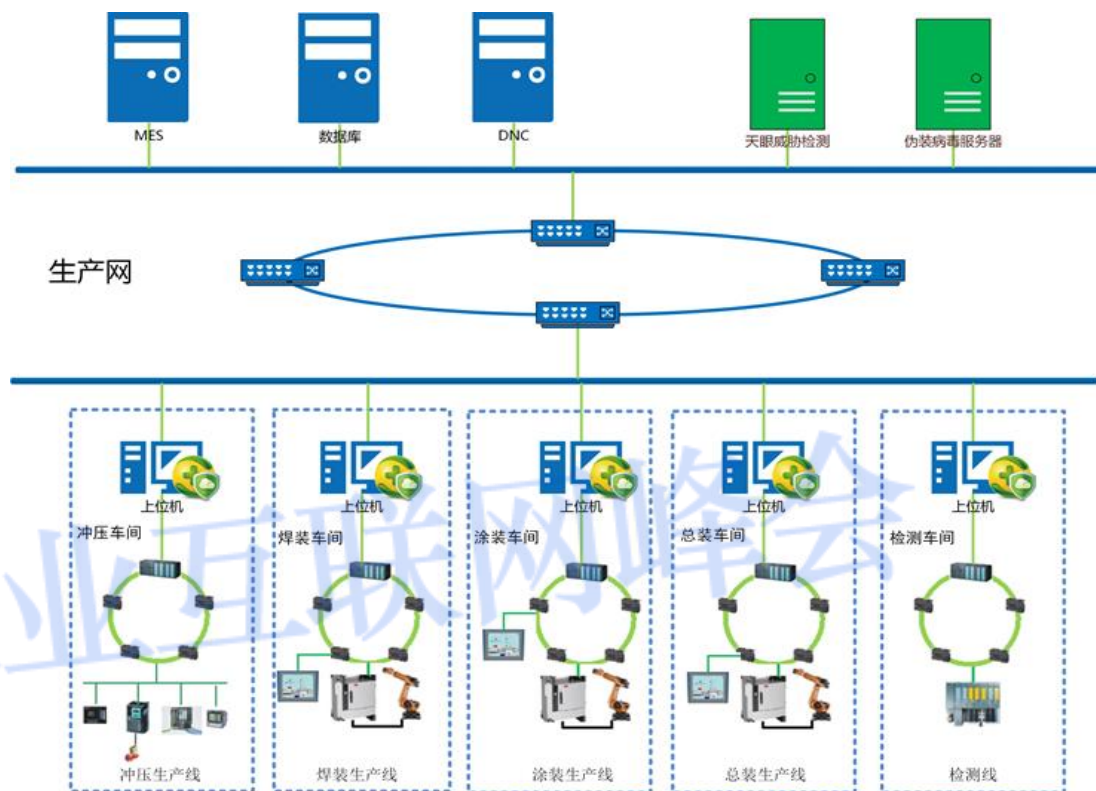 MES
数据库
DNC
天眼威胁检测
伪装病毒服务器
生产网
上位机
上位机
上位机
上位机
上位机
冲压车间
焊装车间
涂装车间
总装车间
检测车间
业互联网峰会
冲压生产线
焊装生产线
涂装生产线
总装生产线
检测线